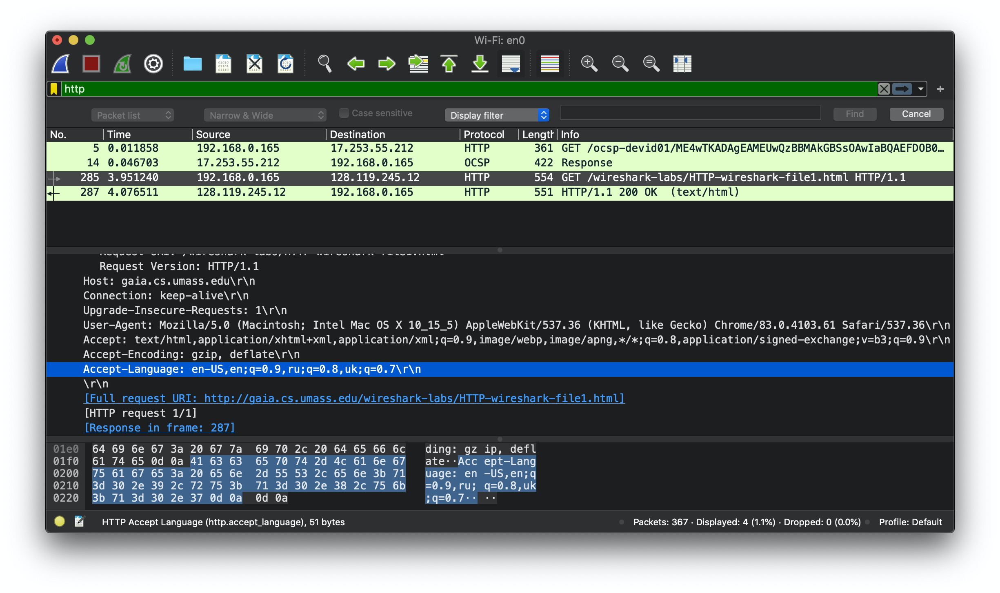 Wi-Fi: en0
http
Packet list Narrow & Wide Case sensitive Display filter Find Cancel
No. Time Source Destination Protocol Length Info
5 0.011858 192.168.0.165 17.253.55.212 HTTP 361 GET /ocsp-devid01/ME4wTKADAgEAMEUwQzBBMAkGBSsOAwIaBQAEFDOB0…
14 0.046703 17.253.55.212 192.168.0.165 OCSP 422 Response
285 3.951240 192.168.0.165 128.119.245.12 HTTP 554 GET /wireshark-labs/HTTP-wireshark-file1.html HTTP/1.1
287 4.076511 128.119.245.12 192.168.0.165 HTTP 551 HTTP/1.1 200 OK  (text/html)
Request URI: /wireshark-labs/HTTP-wireshark-file1.html
Request Version: HTTP/1.1
Host: gaia.cs.umass.edu\r\n
Connection: keep-alive\r\n
Upgrade-Insecure-Requests: 1\r\n
User-Agent: Mozilla/5.0 (Macintosh; Intel Mac OS X 10_15_5) AppleWebKit/537.36 (KHTML, like Gecko) Chrome/83.0.4103.61 Safari/537.36\r\n
Accept: text/html,application/xhtml+xml,application/xml;q=0.9,image/webp,image/apng,*/*;q=0.8,application/signed-exchange;v=b3;q=0.9\r\n
Accept-Encoding: gzip, deflate\r\n
Accept-Language: en-US,en;q=0.9,ru;q=0.8,uk;q=0.7\r\n
\r\n
[Full request URI: http://gaia.cs.umass.edu/wireshark-labs/HTTP-wireshark-file1.html]
[HTTP request 1/1]
[Response in frame: 287]
01e0 64 69 6e 67 3a 20 67 7a 69 70 2c 20 64 65 66 6c ding: gz ip, defl
01f0 61 74 65 0d 0a 41 63 63 65 70 74 2d 4c 61 6e 67 ate··Acc ept-Lang
0200 75 61 67 65 3a 20 65 6e 2d 55 53 2c 65 6e 3b 71 uage: en -US,en;q
0210 3d 30 2e 39 2c 72 75 3b 71 3d 30 2e 38 2c 75 6b =0.9,ru; q=0.8,uk
0220 3b 71 3d 30 2e 37 0d 0a 0d 0a ;q=0.7·· ··
HTTP Accept Language (http.accept_language), 51 bytes Packets: 367 · Displayed: 4 (1.1%) · Dropped: 0 (0.0%) Profile: Default